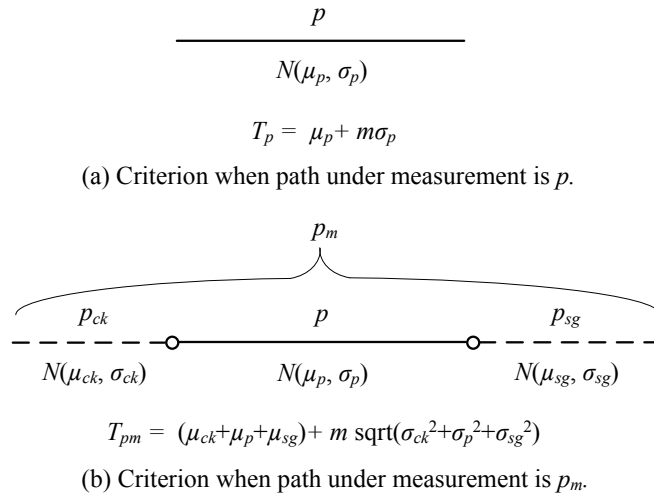 p
N(μp, σp)
Tp = μp + mσp
(a) Criterion when path under measurement is p.
pm
pck p psg
N(μck, σck) N(μp, σp) N(μsg, σsg)
Tpm = (μck+μp+μsg)+ m sqrt(σck²+σp²+σsg²)
(b) Criterion when path under measurement is pm.